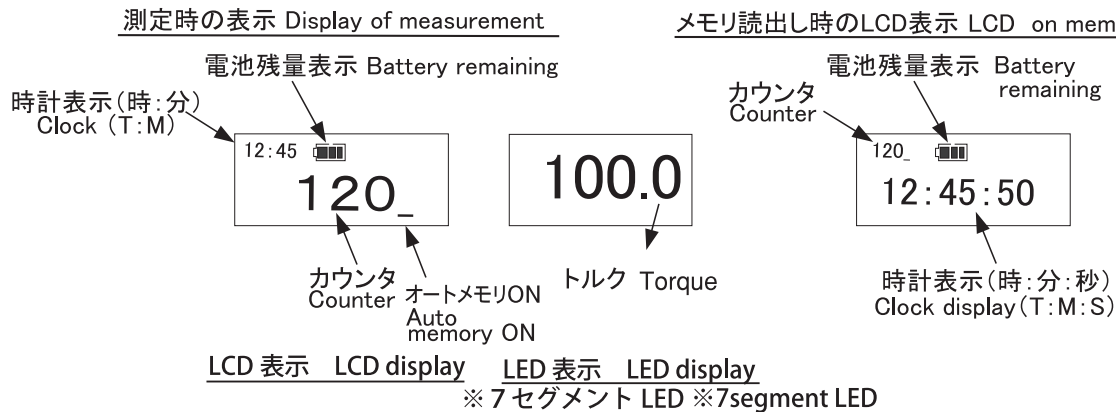 測定時の表示 Display of measurement
メモリ読出し時のLCD表示 LCD on mem
電池残量表示 Battery remaining
電池残量表示 Battery
remaining
時計表示(時:分)
Clock (T:M)
カウンタ
Counter
12:45
120_
100.0
120_
12:45:50
カウンタ
Counter
オートメモリON
Auto
memory ON
トルク Torque
時計表示(時:分:秒)
Clock display(T:M:S)
LCD 表示 LCD display
LED 表示 LED display
※7セグメント LED ※7segment LED